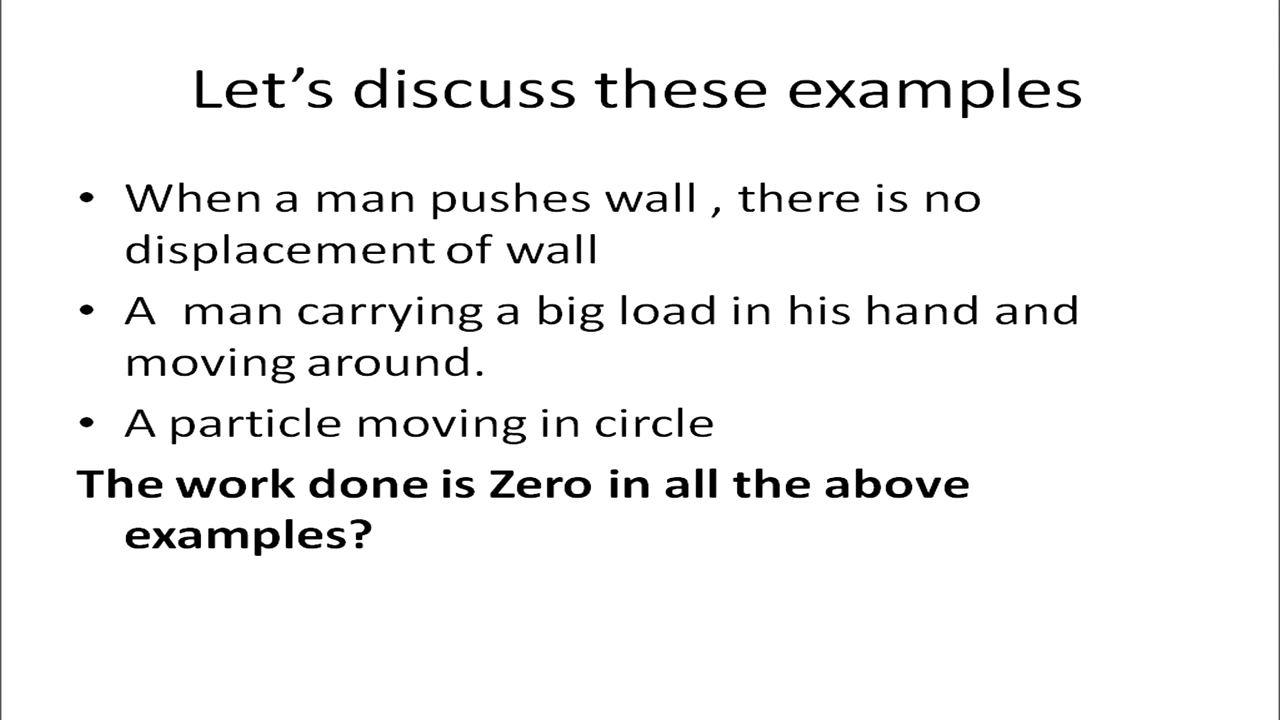 Let’s discuss these examples
• When a man pushes wall , there is no
displacement of wall
• A  man carrying a big load in his hand and
moving around.
• A particle moving in circle
The work done is Zero in all the above
examples?